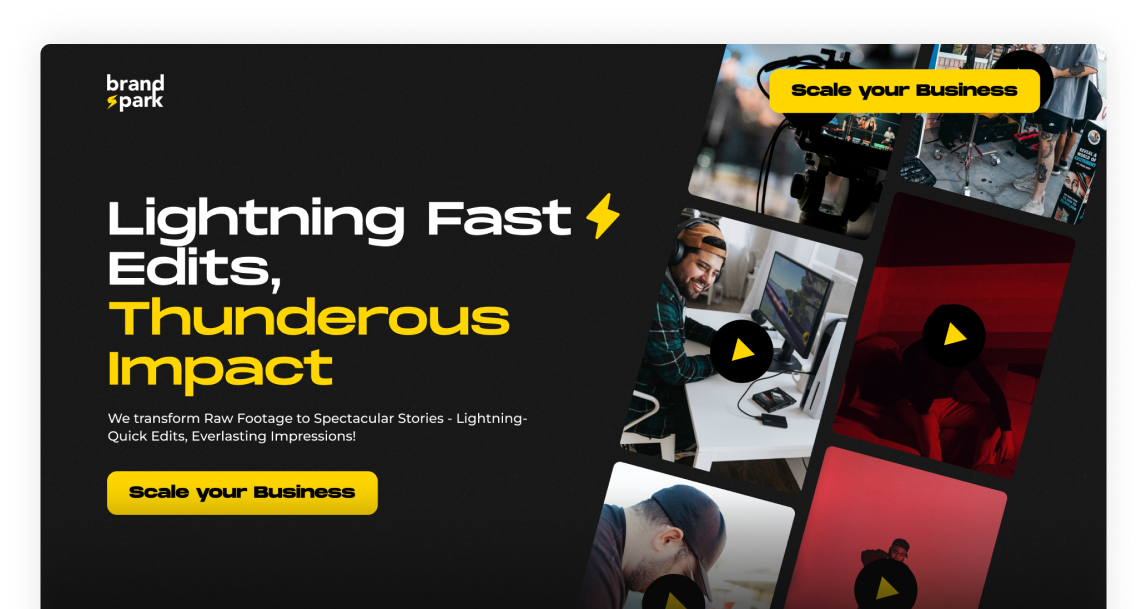 brand
spark
Scale your Business
Lightning Fast
Edits,
Thunderous
Impact
We transform Raw Footage to Spectacular Stories - Lightning-
Quick Edits, Everlasting Impressions!
Scale your Business